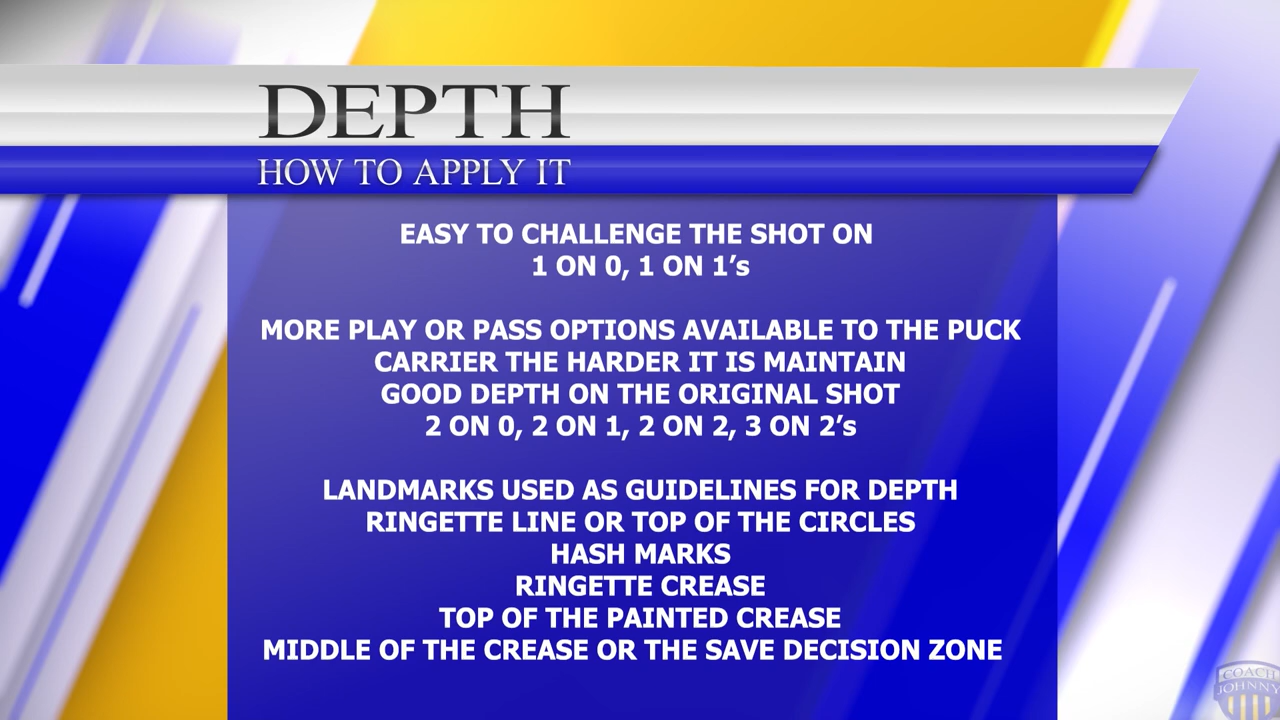 DEPTH
HOW TO APPLY IT
EASY TO CHALLENGE THE SHOT ON
1 ON 0, 1 ON 1’s
MORE PLAY OR PASS OPTIONS AVAILABLE TO THE PUCK
CARRIER THE HARDER IT IS MAINTAIN
GOOD DEPTH ON THE ORIGINAL SHOT
2 ON 0, 2 ON 1, 2 ON 2, 3 ON 2’s
LANDMARKS USED AS GUIDELINES FOR DEPTH
RINGETTE LINE OR TOP OF THE CIRCLES
HASH MARKS
RINGETTE CREASE
TOP OF THE PAINTED CREASE
MIDDLE OF THE CREASE OR THE SAVE DECISION ZONE
COACH
JOHNNY